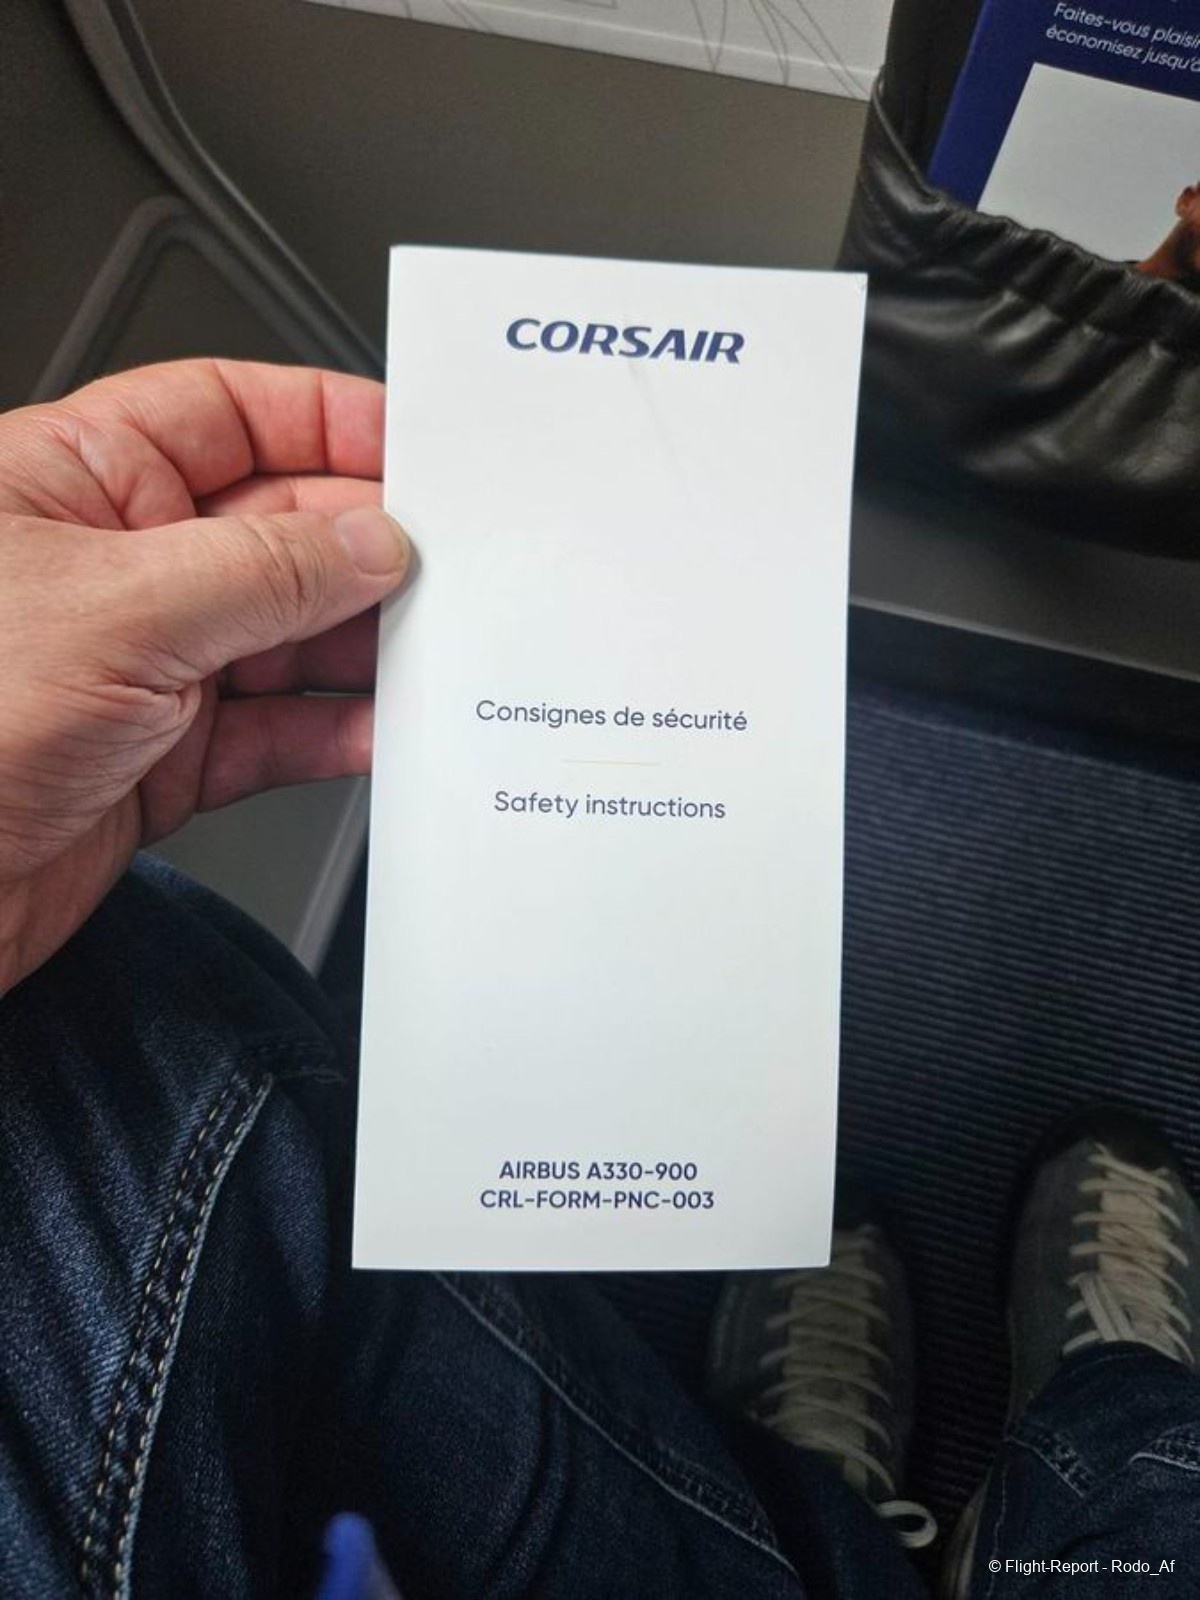 Faites-vous plaisir
économisez jusqu'à
CORSAIR
Consignes de sécurité
Safety instructions
AIRBUS A330-900
CRL-FORM-PNC-003
© Flight-Report - Rodo_Af